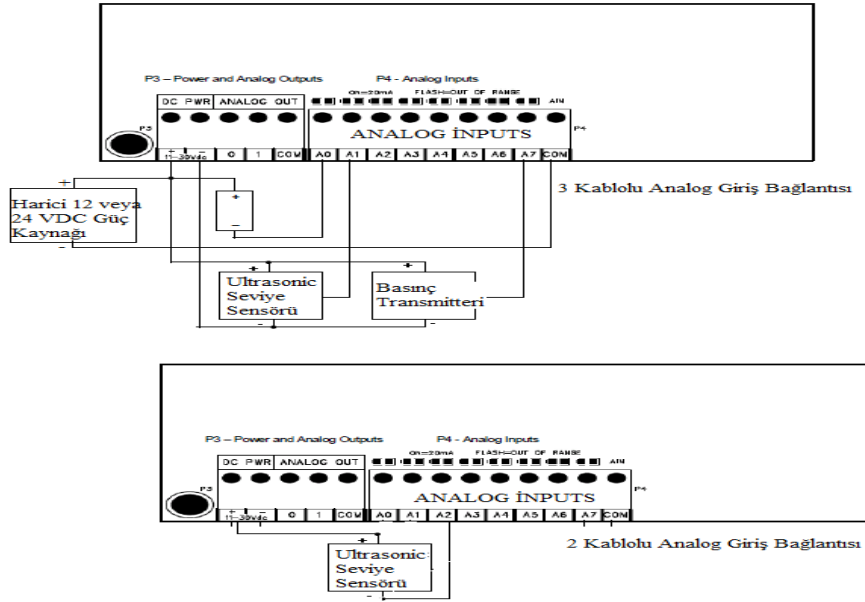 P3 – Power and Analog Outputs P4 - Analog Inputs
ON=20mA FLASH=OUT OF RANGE
DC PWR ANALOG OUT AIN
P3 ANALOG İNPUTS P4
+ - 0 1 COM A0 A1 A2 A3 A4 A5 A6 A7 COM
11-30Vdc
+
Harici 12 veya
24 VDC Güç
Kaynağı
-
+
-
3 Kablolu Analog Giriş Bağlantısı
+
Ultrasonic
Seviye
Sensörü
-
+
Basınç
Transmitteri
-
P3 – Power and Analog Outputs P4 - Analog Inputs
ON=20mA FLASH=OUT OF RANGE
DC PWR ANALOG OUT AIN
P3 ANALOG İNPUTS P4
+ - 0 1 COM A0 A1 A2 A3 A4 A5 A6 A7 COM
11-30Vdc
+
Ultrasonic
Seviye
Sensörü
-
2 Kablolu Analog Giriş Bağlantısı